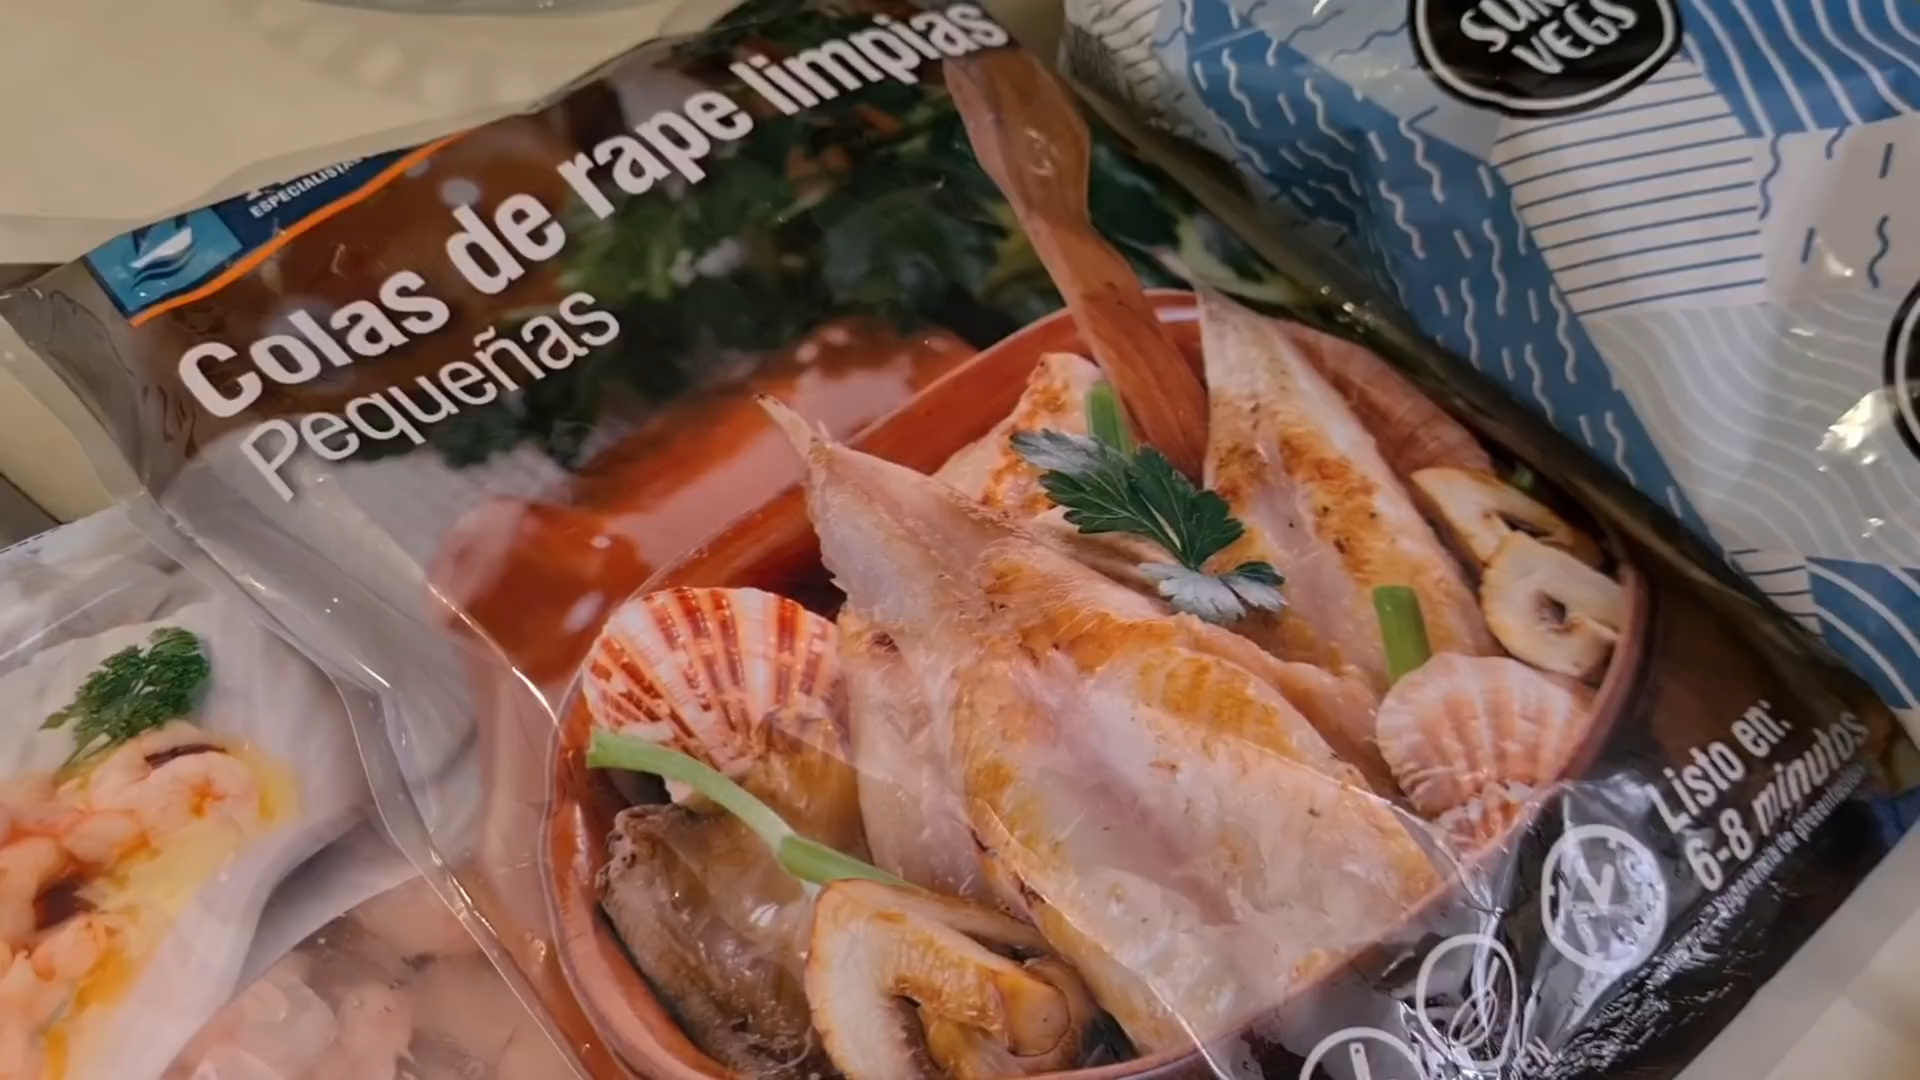 ESPECIALISTAS
Colas de rape limpias
Pequeñas
VEGS
Listo en:
6-8 minutos